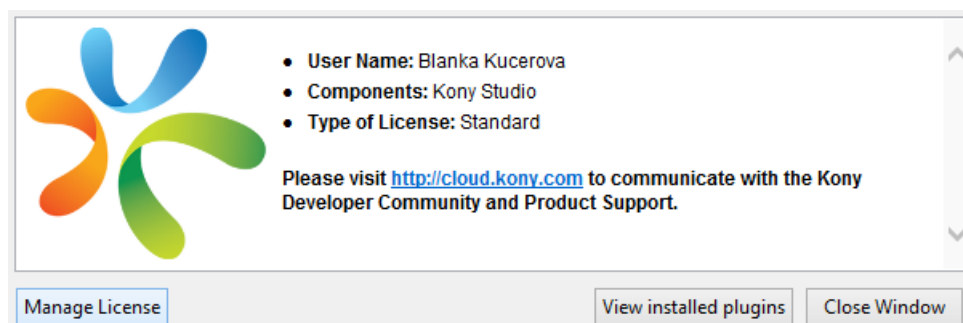 User Name: Blanka Kucerova
Components: Kony Studio
Type of License: Standard
Please visit http://cloud.kony.com to communicate with the Kony
Developer Community and Product Support.
Manage License
View installed plugins
Close Window